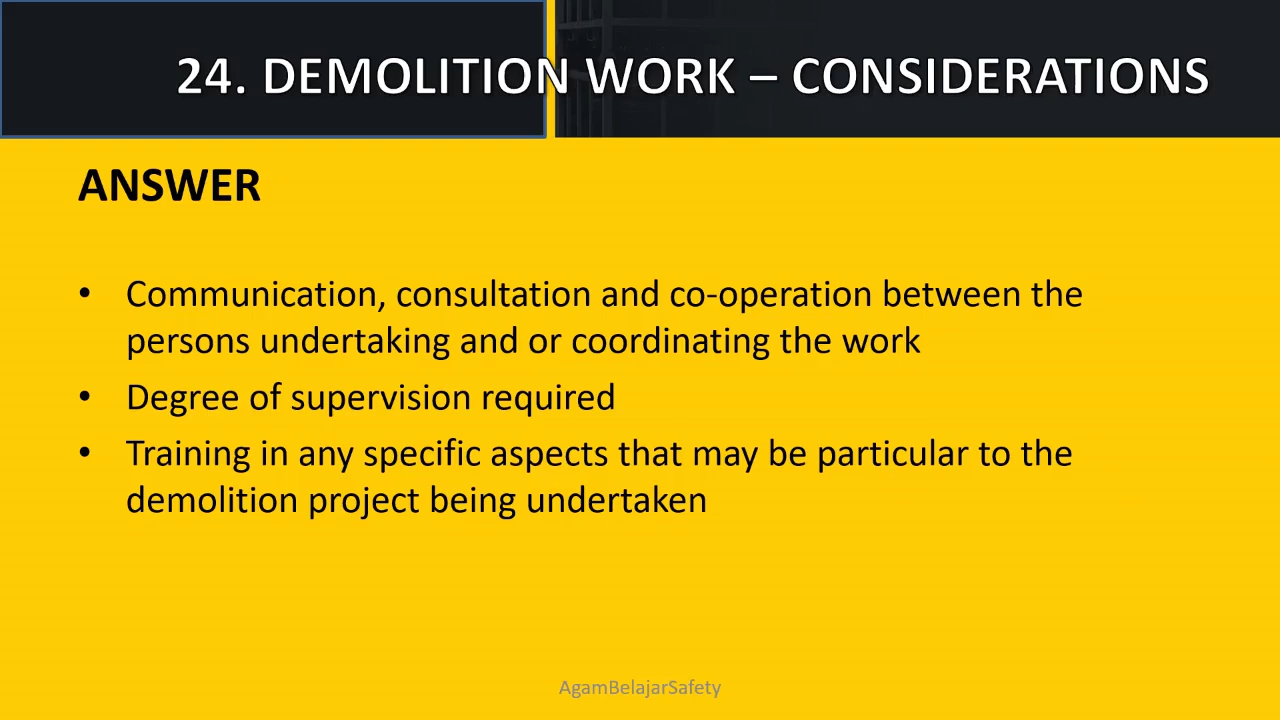 24. DEMOLITION WORK – CONSIDERATIONS
ANSWER
• Communication, consultation and co-operation between the
persons undertaking and or coordinating the work
• Degree of supervision required
• Training in any specific aspects that may be particular to the
demolition project being undertaken
AgamBelajarSafety